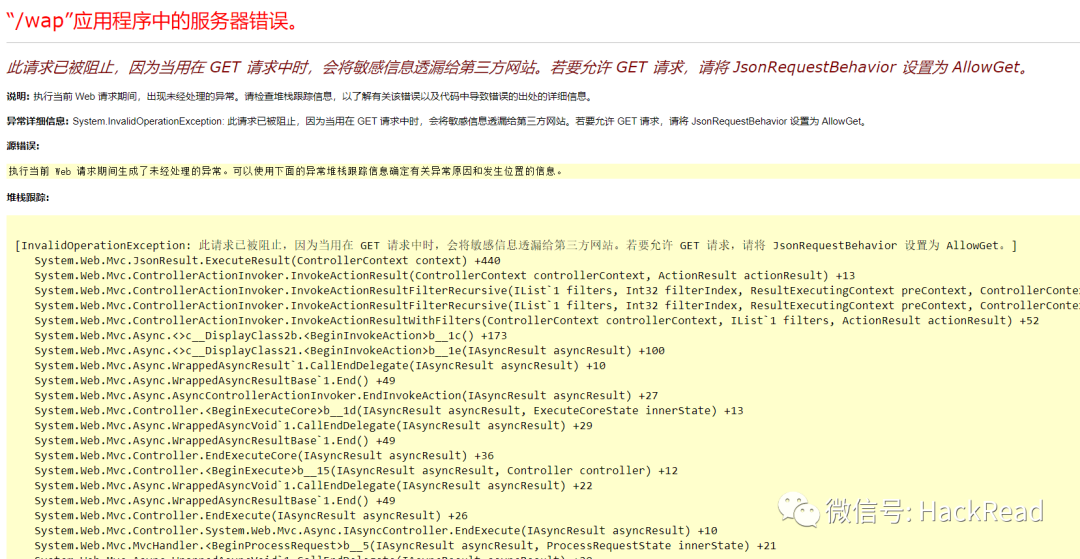 “/wap”应用程序中的服务器错误。
此请求已被阻止，因为当用在 GET 请求中时，会将敏感信息透漏给第三方网站。若要允许 GET 请求，请将 JsonRequestBehavior 设置为 AllowGet。
说明: 执行当前 Web 请求期间，出现未经处理的异常。请检查堆栈跟踪信息，以了解有关该错误以及代码中导致错误的出处的详细信息。
异常详细信息: System.InvalidOperationException: 此请求已被阻止，因为当用在 GET 请求中时，会将敏感信息透漏给第三方网站。若要允许 GET 请求，请将 JsonRequestBehavior 设置为 AllowGet。
源错误:
执行当前 Web 请求期间生成了未经处理的异常。可以使用下面的异常堆栈跟踪信息确定有关异常原因和发生位置的信息。
堆栈跟踪:
[InvalidOperationException: 此请求已被阻止，因为当用在 GET 请求中时，会将敏感信息透漏给第三方网站。若要允许 GET 请求，请将 JsonRequestBehavior 设置为 AllowGet。]
System.Web.Mvc.JsonResult.ExecuteResult(ControllerContext context) +440
System.Web.Mvc.ControllerActionInvoker.InvokeActionResult(ControllerContext controllerContext, ActionResult actionResult) +13
System.Web.Mvc.ControllerActionInvoker.InvokeActionResultFilterRecursive(IList`1 filters, Int32 filterIndex, ResultExecutingContext preContext, ControllerConte
System.Web.Mvc.ControllerActionInvoker.InvokeActionResultFilterRecursive(IList`1 filters, Int32 filterIndex, ResultExecutingContext preContext, ControllerConte
System.Web.Mvc.ControllerActionInvoker.InvokeActionResultWithFilters(ControllerContext controllerContext, IList`1 filters, ActionResult actionResult) +52
System.Web.Mvc.Async.<>c__DisplayClass2b.<BeginInvokeAction>b__1c() +173
System.Web.Mvc.Async.<>c__DisplayClass21.<BeginInvokeAction>b__1e(IAsyncResult asyncResult) +100
System.Web.Mvc.Async.WrappedAsyncResult`1.CallEndDelegate(IAsyncResult asyncResult) +10
System.Web.Mvc.Async.WrappedAsyncResultBase`1.End() +49
System.Web.Mvc.Async.AsyncControllerActionInvoker.EndInvokeAction(IAsyncResult asyncResult) +27
System.Web.Mvc.Controller.<BeginExecuteCore>b__1d(IAsyncResult asyncResult, ExecuteCoreState innerState) +13
System.Web.Mvc.Async.WrappedAsyncVoid`1.CallEndDelegate(IAsyncResult asyncResult) +29
System.Web.Mvc.Async.WrappedAsyncResultBase`1.End() +49
System.Web.Mvc.Controller.EndExecuteCore(IAsyncResult asyncResult) +36
System.Web.Mvc.Controller.<BeginExecute>b__15(IAsyncResult asyncResult, Controller controller) +12
System.Web.Mvc.Async.WrappedAsyncVoid`1.CallEndDelegate(IAsyncResult asyncResult) +22
System.Web.Mvc.Async.WrappedAsyncResultBase`1.End() +49
System.Web.Mvc.Controller.EndExecute(IAsyncResult asyncResult) +26
System.Web.Mvc.Controller.System.Web.Mvc.Async.IAsyncController.EndExecute(IAsyncResult asyncResult) +10
System.Web.Mvc.MvcHandler.<BeginProcessRequest>b__5(IAsyncResult asyncResult, ProcessRequestState innerState) +21
微信号: HackRead